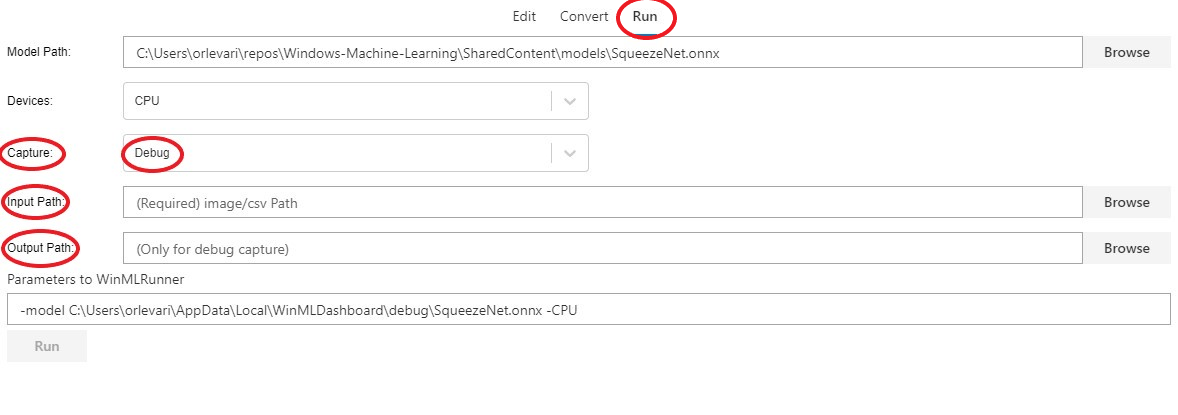 Edit Convert Run
Model Path: C:\Users\orlevari\repos\Windows-Machine-Learning\SharedContent\models\SqueezeNet.onnx Browse
Devices: CPU
Capture: Debug
Input Path: (Required) image/csv Path Browse
Output Path: (Only for debug capture) Browse
Parameters to WinMLRunner
-model C:\Users\orlevari\AppData\Local\WinMLDashboard\debug\SqueezeNet.onnx -CPU
Run